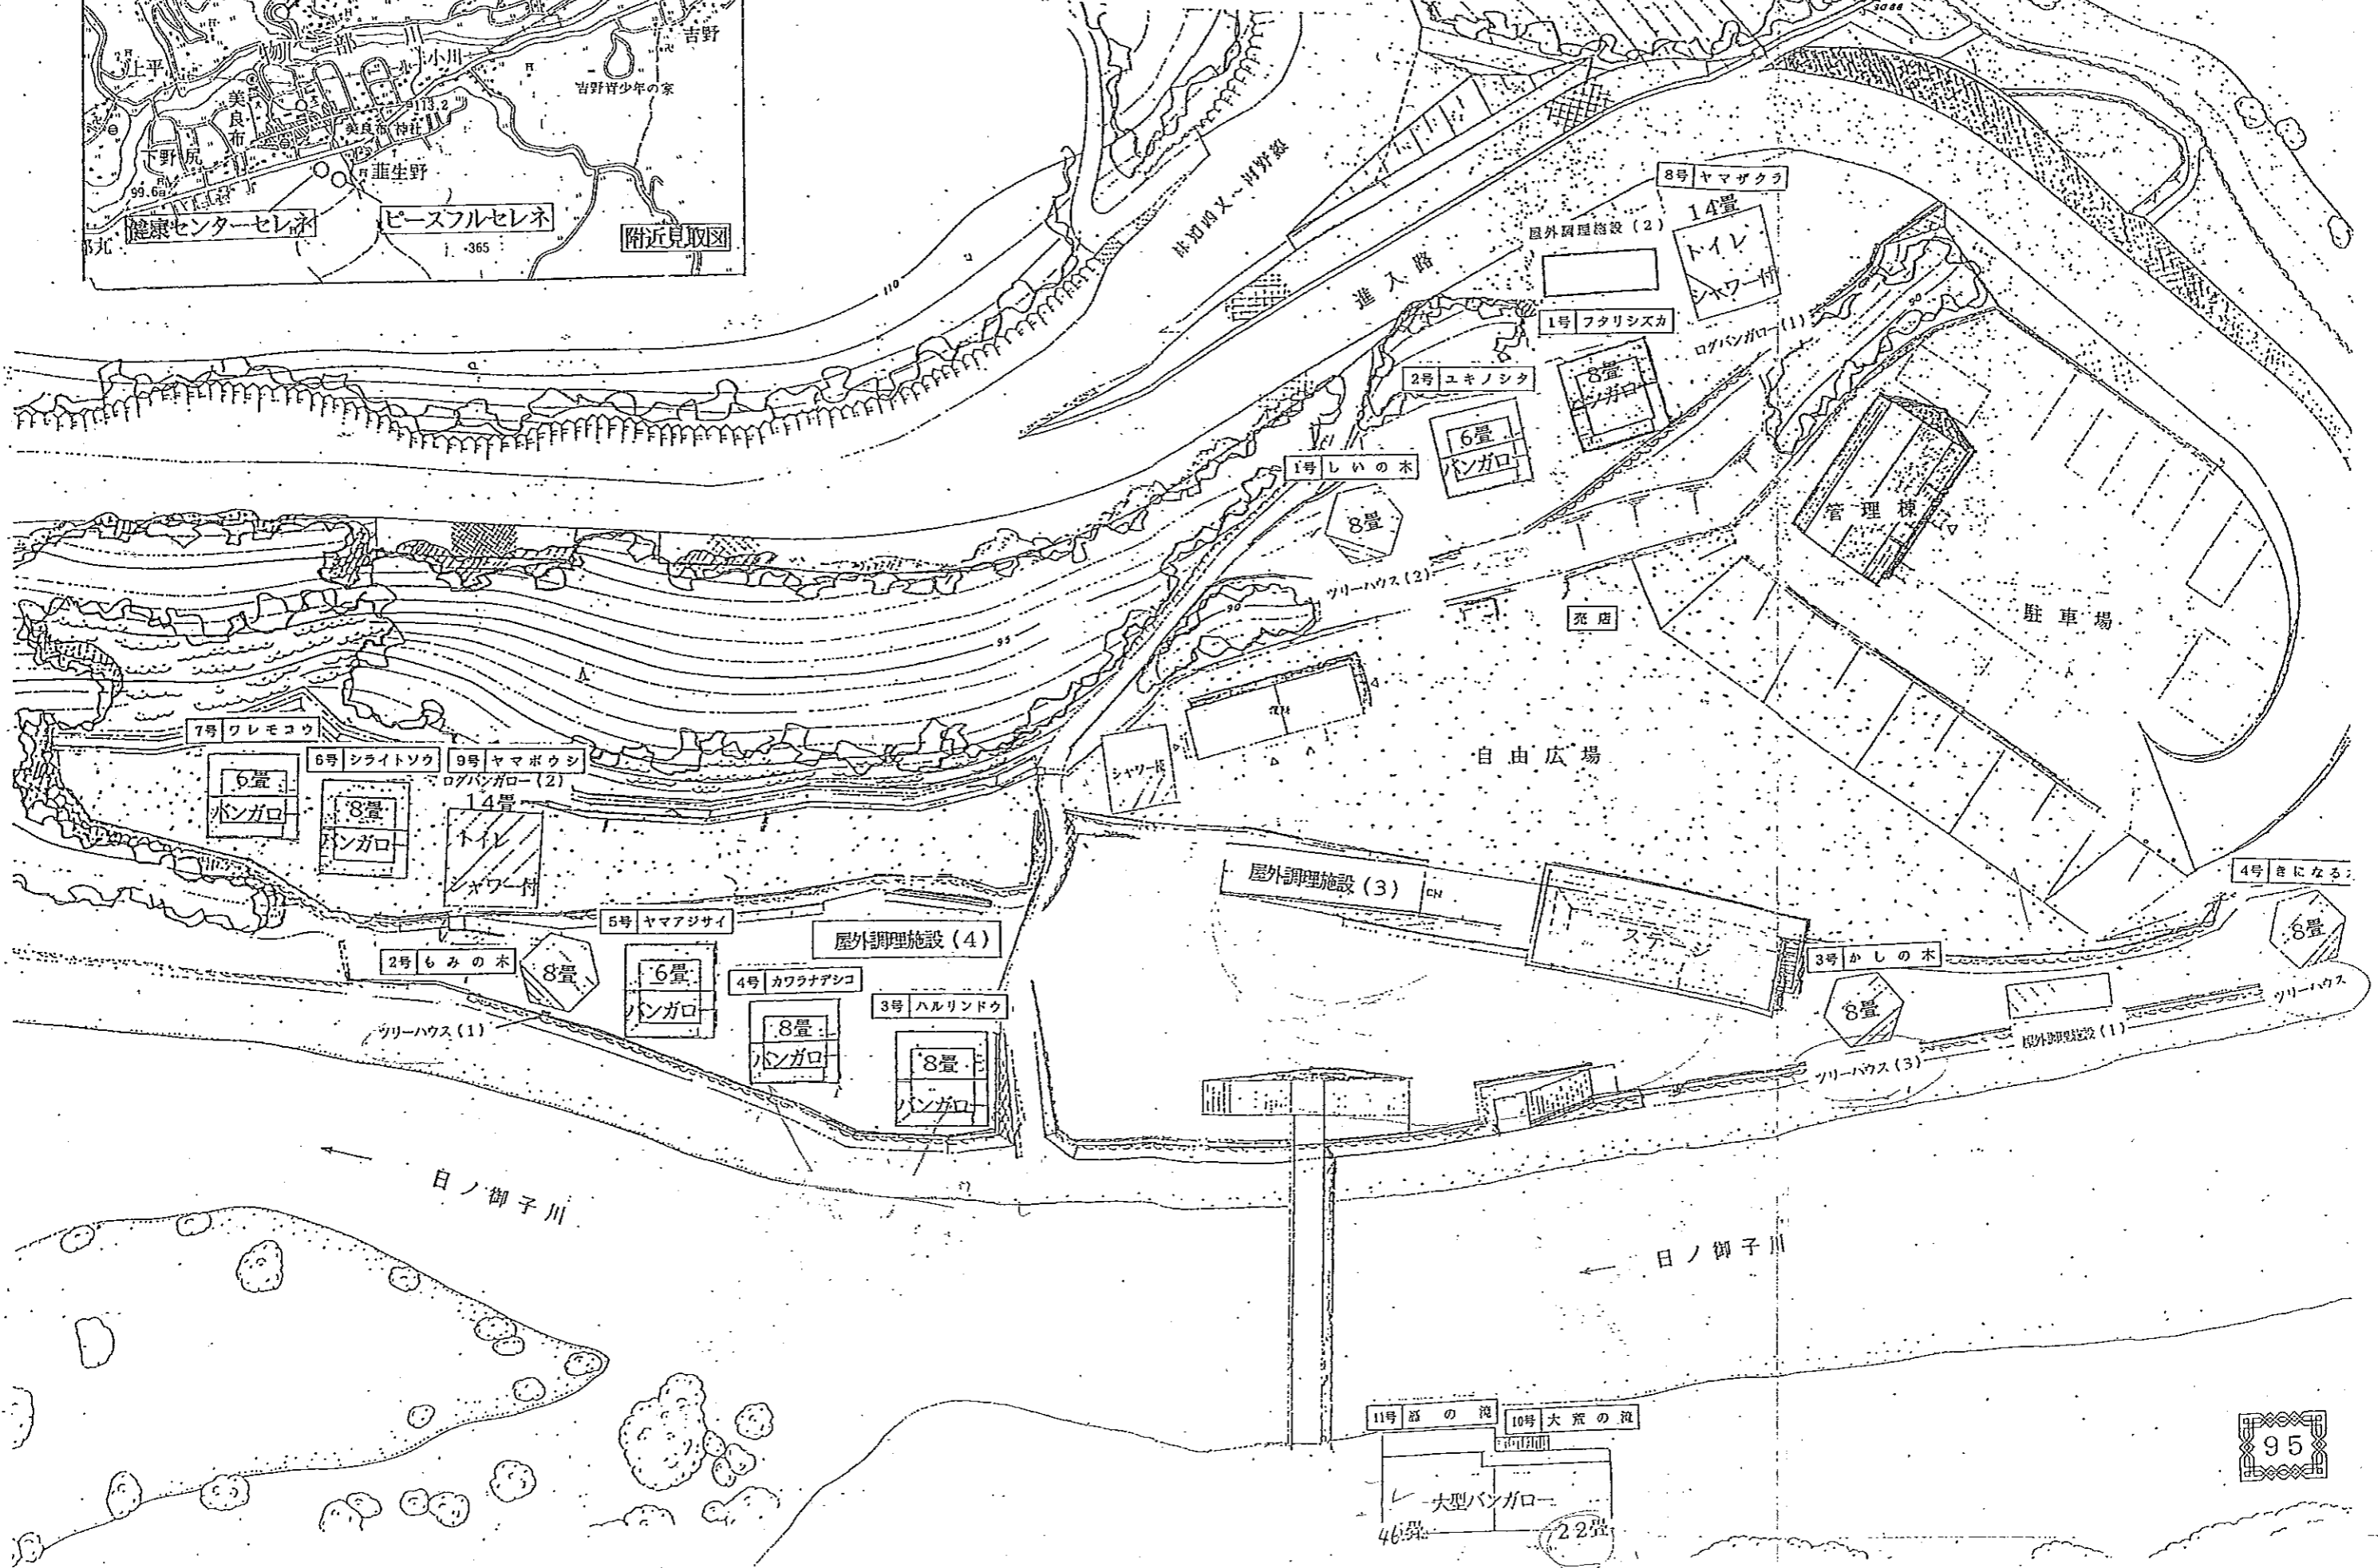 吉野
物
部
小川
上平
美良布
吉野青少年の家
113.2
美良布神社
下野尻
韮生野
99.6
健康センターセレネ
ピースフルセレネ
附近見取図
365
110
進入路
8号 ヤマザクラ
14畳
屋外調理施設(2)
トイレ
シャワー付
1号 フタリシズカ
ログバンガロー(1)
90
8畳
バンガロー
2号 ユキノシタ
6畳
バンガロー
1号 しいの木
8畳
管理棟
ツリーハウス(2)
90
売店
駐車場
95
自由広場
7号 ワレモコウ
6畳
バンガロー
6号 シライトソウ
8畳
バンガロー
9号 ヤマボウシ
ログバンガロー(2)
14畳
トイレ
シャワー付
屋外調理施設(3)
ステージ
4号 きになる
8畳
ツリーハウス
5号 ヤマアジサイ
6畳
バンガロー
屋外調理施設(4)
2号 もみの木
8畳
ツリーハウス(1)
4号 カワラナデシコ
8畳
バンガロー
3号 ハルリンドウ
8畳
バンガロー
3号 かしの木
8畳
ツリーハウス(3)
屋外調理施設(1)
日ノ御子川
日ノ御子川
11号
の滝
10号 大荒の滝
大型バンガロー
46畳
22畳
95